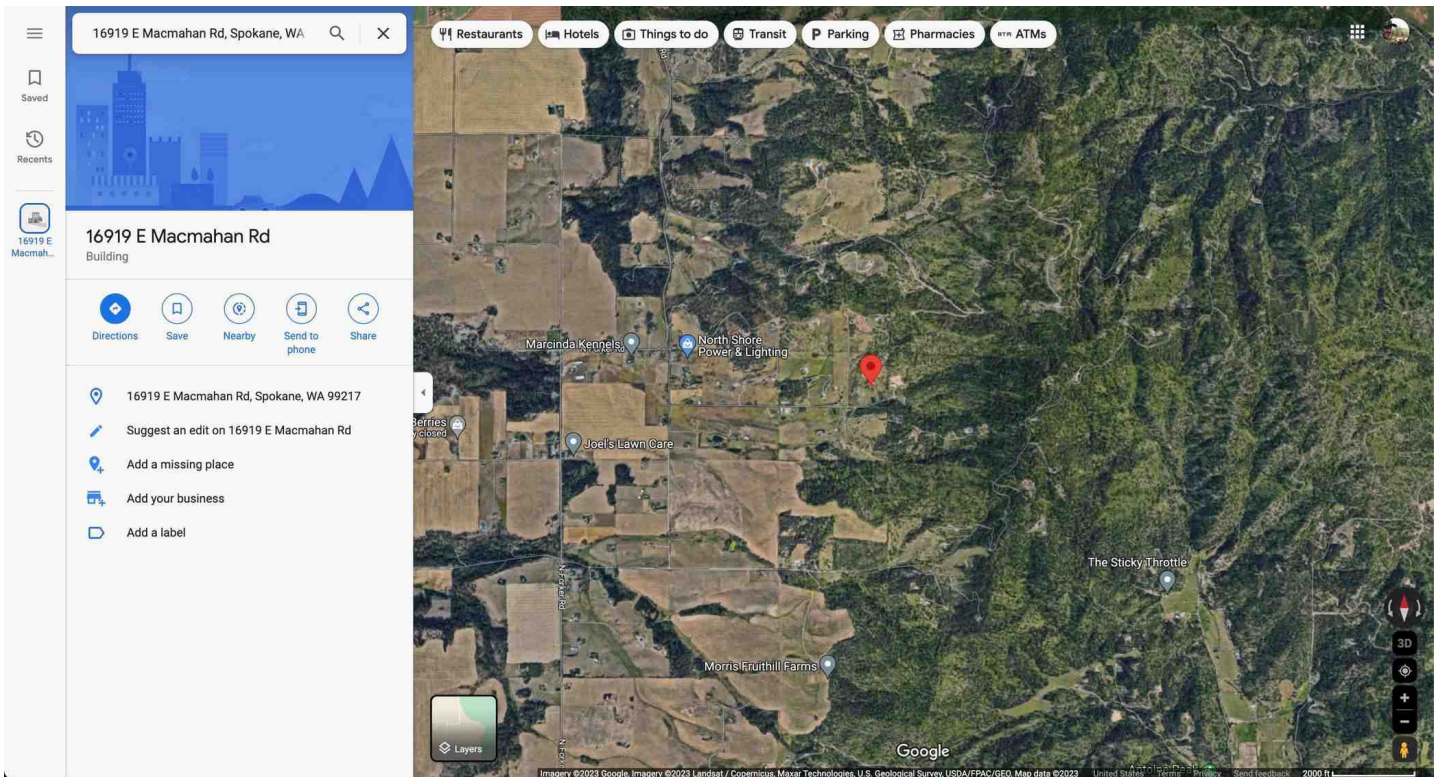 16919 E Macmahan Rd, Spokane, WA
Saved
Recents
16919 E
Macmah...
16919 E Macmahan Rd
Building
Directions
Save
Nearby
Send to
phone
Share
16919 E Macmahan Rd, Spokane, WA 99217
Suggest an edit on 16919 E Macmahan Rd
Add a missing place
Add your business
Add a label
Restaurants
Hotels
Things to do
Transit
P Parking
Pharmacies
ATM ATMs
Rd
Marcinda Kennels
North Shore
Power & Lighting
Berries
y closed
Joel's Lawn Care
N Forker Rd
The Sticky Throttle
Morris Fruithill Farms
3D
Layers
Google
Imagery ©2023 Google, Imagery ©2023 Landsat / Copernicus, Maxar Technologies, U.S. Geological Survey, USDA/FPAC/GEO, Map data ©2023 United States Terms Privacy Send feedback 2000 ft